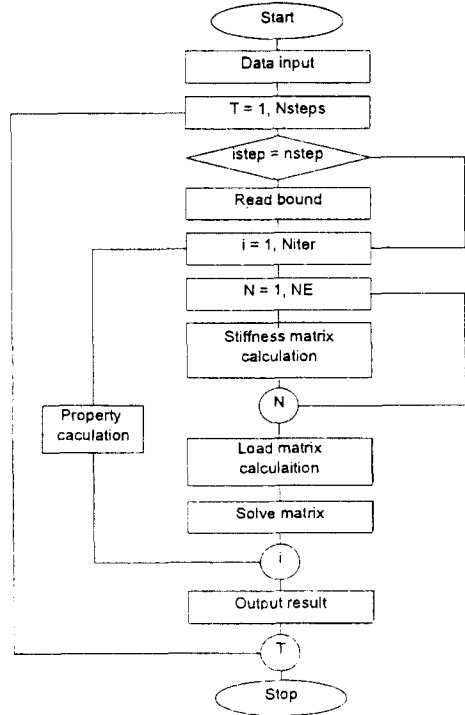 Start
Data input
T = 1, Nsteps
istep = nstep
Read bound
i = 1, Niter
N = 1, NE
Stiffness matrix
calculation
N
Property
caculation
Load matrix
calculaition
Solve matrix
i
Output result
T
Stop